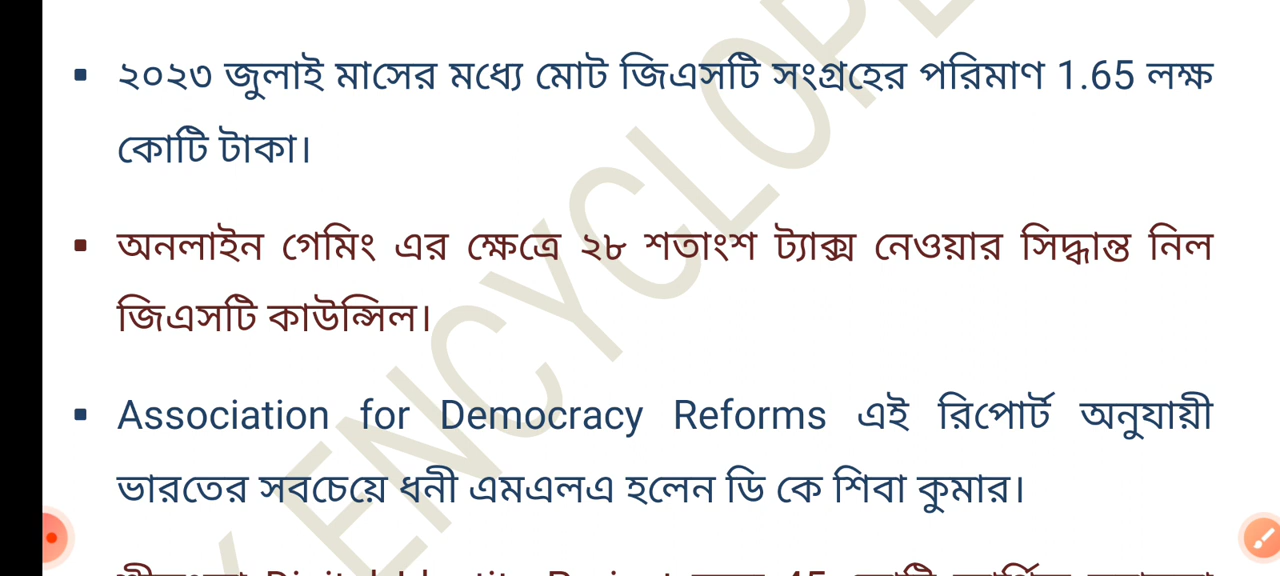 ▪ ২০২৩ জুলাই মাসের মধ্যে মোট জিএসটি সংগ্রহের পরিমাণ 1.65 লক্ষ
কোটি টাকা।
▪ অনলাইন গেমিং এর ক্ষেত্রে ২৮ শতাংশ ট্যাক্স নেওয়ার সিদ্ধান্ত নিল
জিএসটি কাউন্সিল।
▪ Association for Democracy Reforms এই রিপোর্ট অনুযায়ী
ভারতের সবচেয়ে ধনী এমএলএ হলেন ডি কে শিবা কুমার।